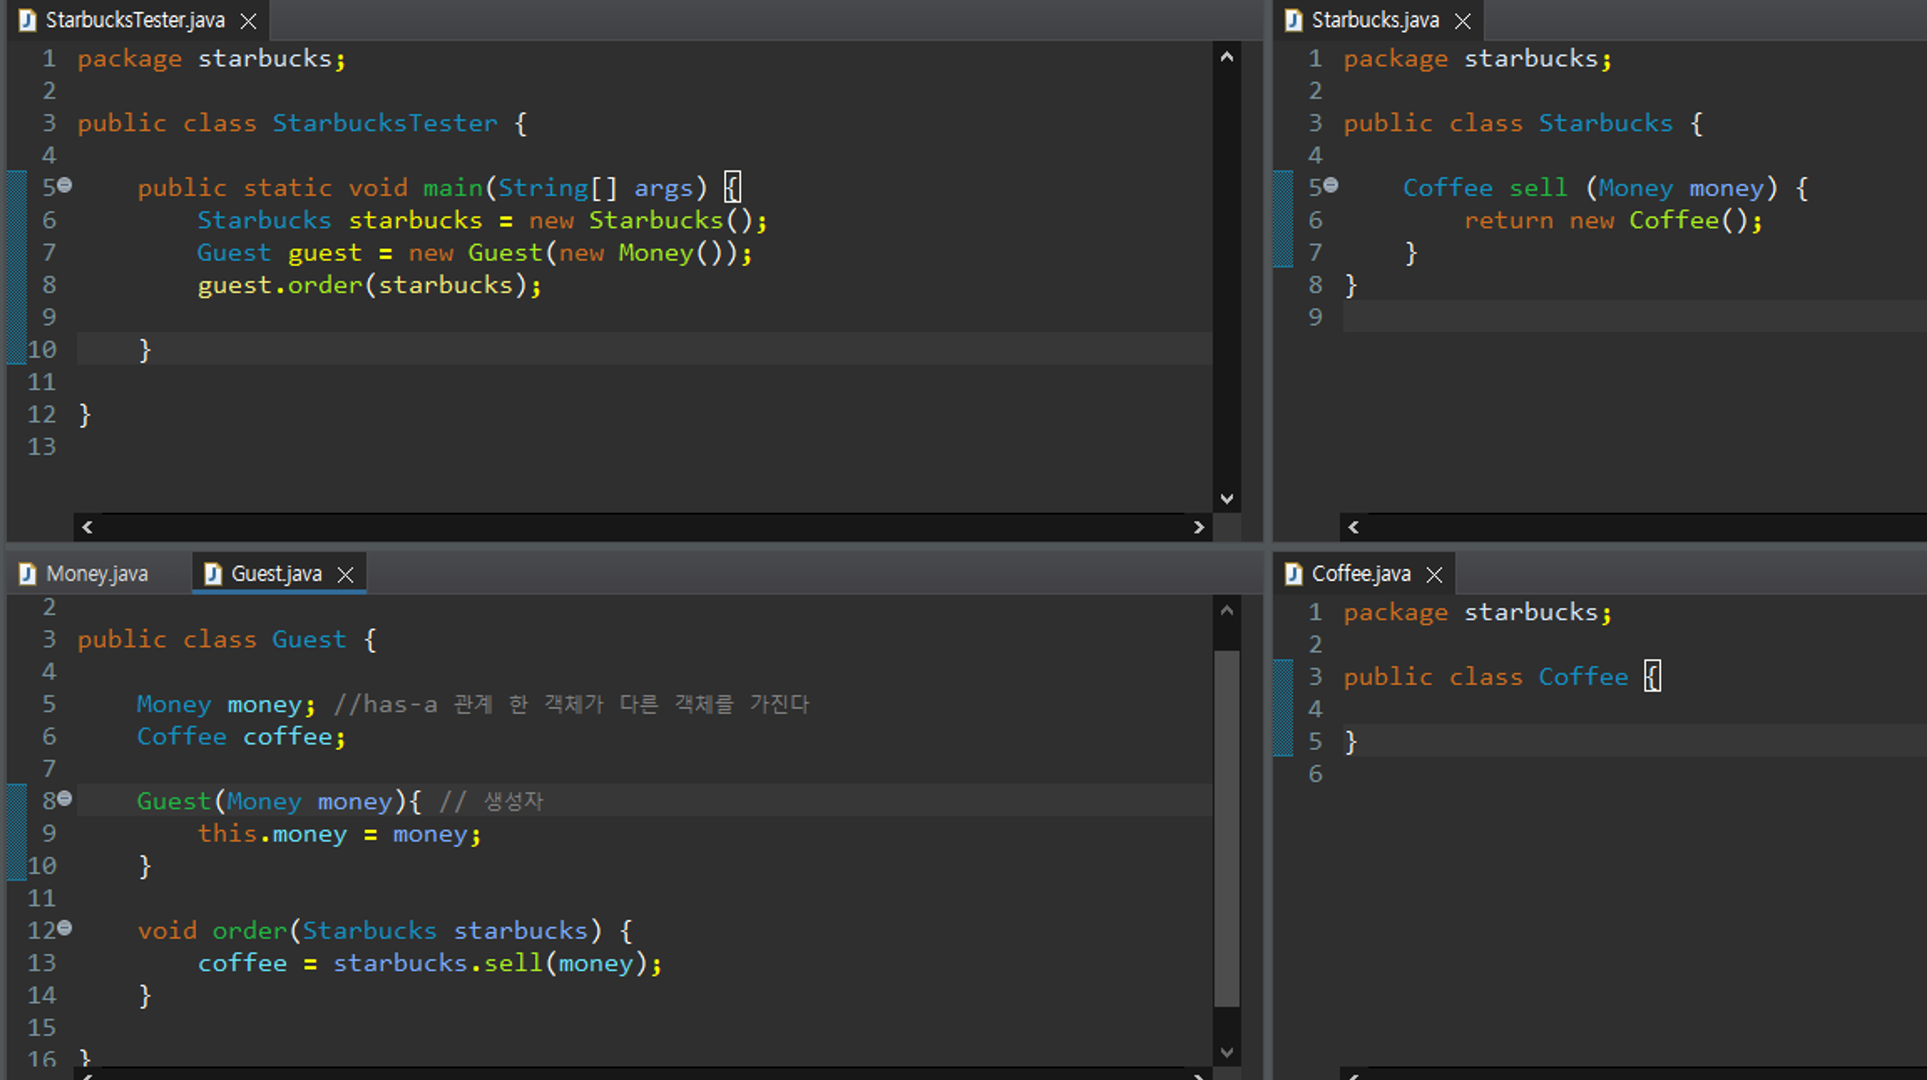 StarbucksTester.java
1 package starbucks;
2
3 public class StarbucksTester {
4
5     public static void main(String[] args) {
6         Starbucks starbucks = new Starbucks();
7         Guest guest = new Guest(new Money());
8         guest.order(starbucks);
9
10     }
11
12 }
13
Starbucks.java
1 package starbucks;
2
3 public class Starbucks {
4
5     Coffee sell (Money money) {
6         return new Coffee();
7     }
8 }
9
Money.java Guest.java
2
3 public class Guest {
4
5     Money money; //has-a 관계 한 객체가 다른 객체를 가진다
6     Coffee coffee;
7
8     Guest(Money money){ // 생성자
9         this.money = money;
10     }
11
12     void order(Starbucks starbucks) {
13         coffee = starbucks.sell(money);
14     }
15
16 }
Coffee.java
1 package starbucks;
2
3 public class Coffee {
4
5 }
6